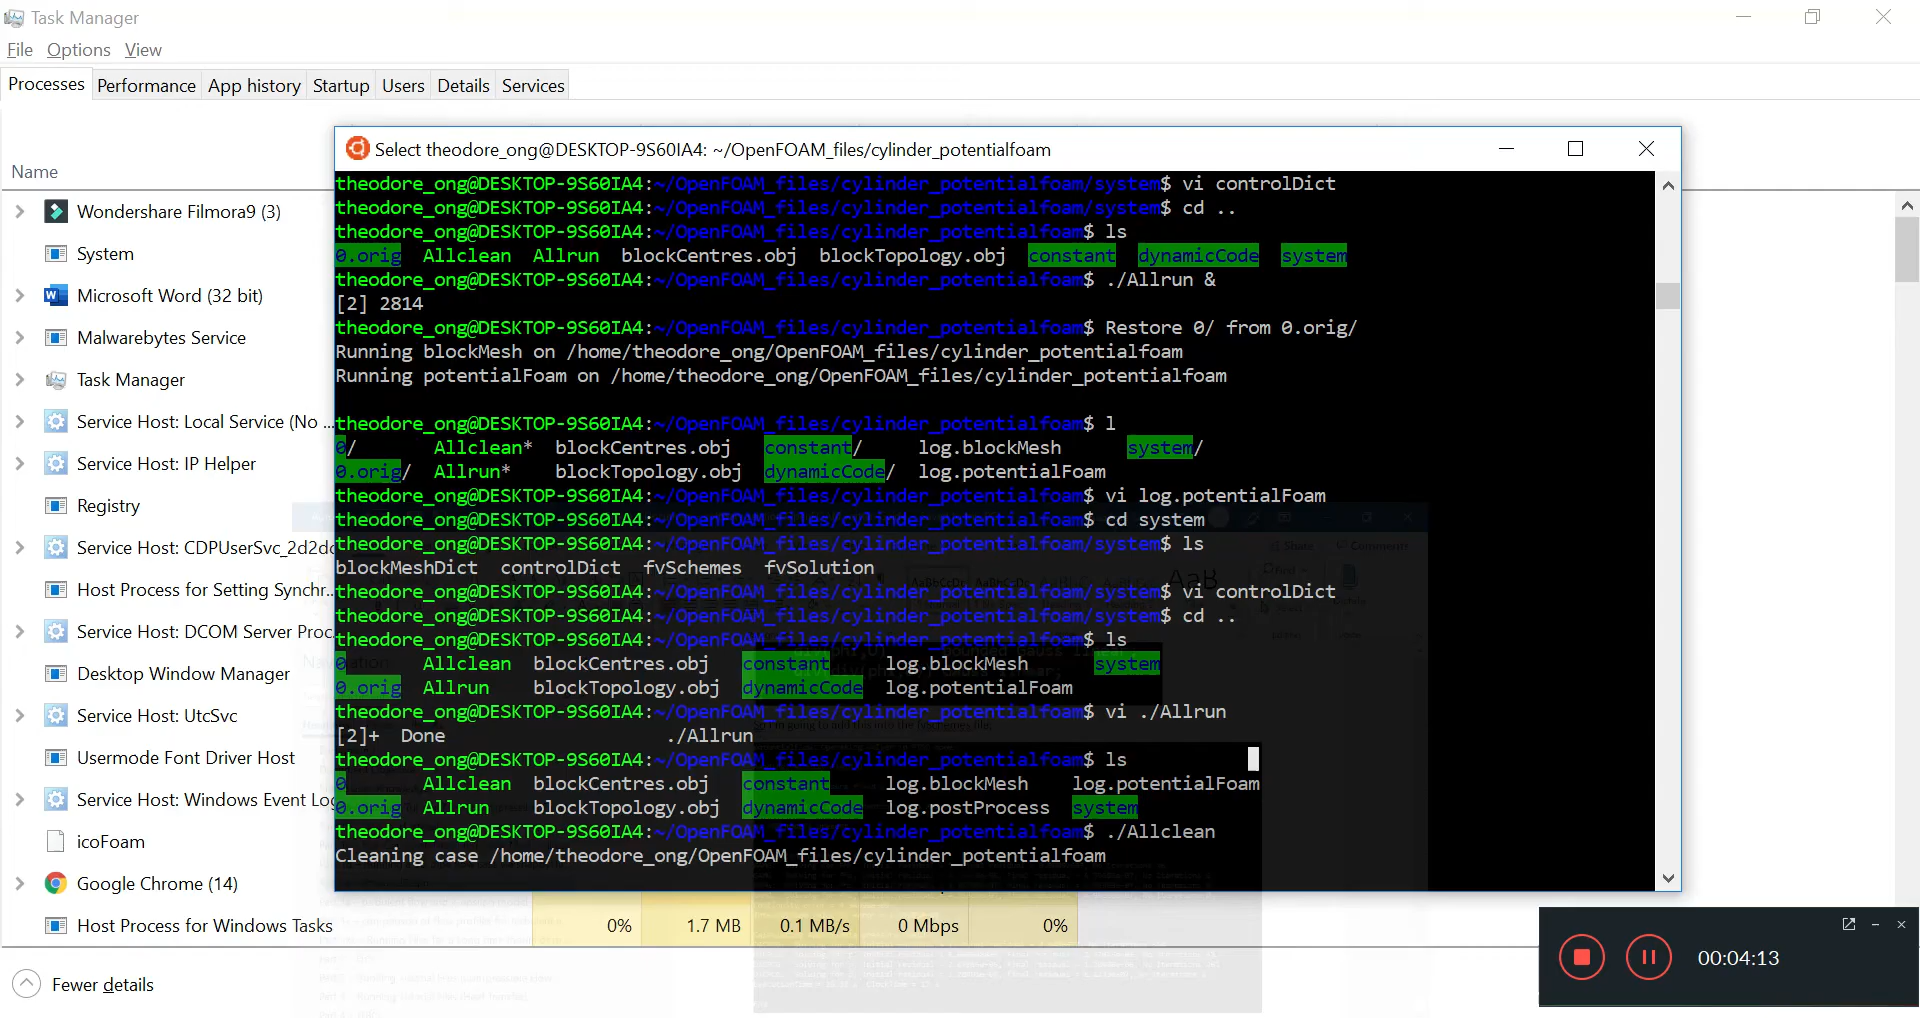 Task Manager
File Options View
Processes Performance App history Startup Users Details Services
Name
Wondershare Filmora9 (3)
System
Microsoft Word (32 bit)
Malwarebytes Service
Task Manager
Service Host: Local Service (No ...
Service Host: IP Helper
Registry
Service Host: CDPUserSvc_2d2dc
Host Process for Setting Synchr...
Service Host: DCOM Server Proc...
Desktop Window Manager
Service Host: UtcSvc
Usermode Font Driver Host
Service Host: Windows Event Log
icoFoam
Google Chrome (14)
Host Process for Windows Tasks
0% 1.7 MB 0.1 MB/s 0 Mbps 0%
Fewer details
Select theodore_ong@DESKTOP-9S60IA4: ~/OpenFOAM_files/cylinder_potentialfoam
theodore_ong@DESKTOP-9S60IA4:~/OpenFOAM_files/cylinder_potentialfoam/system$ vi controlDict
theodore_ong@DESKTOP-9S60IA4:~/OpenFOAM_files/cylinder_potentialfoam/system$ cd ..
theodore_ong@DESKTOP-9S60IA4:~/OpenFOAM_files/cylinder_potentialfoam$ ls
0.orig Allclean Allrun blockCentres.obj blockTopology.obj constant dynamicCode system
theodore_ong@DESKTOP-9S60IA4:~/OpenFOAM_files/cylinder_potentialfoam$ ./Allrun &
[2] 2814
theodore_ong@DESKTOP-9S60IA4:~/OpenFOAM_files/cylinder_potentialfoam$ Restore 0/ from 0.orig/
Running blockMesh on /home/theodore_ong/OpenFOAM_files/cylinder_potentialfoam
Running potentialFoam on /home/theodore_ong/OpenFOAM_files/cylinder_potentialfoam
theodore_ong@DESKTOP-9S60IA4:~/OpenFOAM_files/cylinder_potentialfoam$ l
0/ Allclean* blockCentres.obj constant/ log.blockMesh system/
0.orig/ Allrun* blockTopology.obj dynamicCode/ log.potentialFoam
theodore_ong@DESKTOP-9S60IA4:~/OpenFOAM_files/cylinder_potentialfoam$ vi log.potentialFoam
theodore_ong@DESKTOP-9S60IA4:~/OpenFOAM_files/cylinder_potentialfoam$ cd system
theodore_ong@DESKTOP-9S60IA4:~/OpenFOAM_files/cylinder_potentialfoam/system$ ls
blockMeshDict controlDict fvSchemes fvSolution
theodore_ong@DESKTOP-9S60IA4:~/OpenFOAM_files/cylinder_potentialfoam/system$ vi controlDict
theodore_ong@DESKTOP-9S60IA4:~/OpenFOAM_files/cylinder_potentialfoam/system$ cd ..
theodore_ong@DESKTOP-9S60IA4:~/OpenFOAM_files/cylinder_potentialfoam$ ls
0 Allclean blockCentres.obj constant log.blockMesh system
0.orig Allrun blockTopology.obj dynamicCode log.potentialFoam
theodore_ong@DESKTOP-9S60IA4:~/OpenFOAM_files/cylinder_potentialfoam$ vi ./Allrun
[2]+ Done ./Allrun
theodore_ong@DESKTOP-9S60IA4:~/OpenFOAM_files/cylinder_potentialfoam$ ls
0 Allclean blockCentres.obj constant log.blockMesh log.potentialFoam
0.orig Allrun blockTopology.obj dynamicCode log.postProcess system
theodore_ong@DESKTOP-9S60IA4:~/OpenFOAM_files/cylinder_potentialfoam$ ./Allclean
Cleaning case /home/theodore_ong/OpenFOAM_files/cylinder_potentialfoam
00:04:13